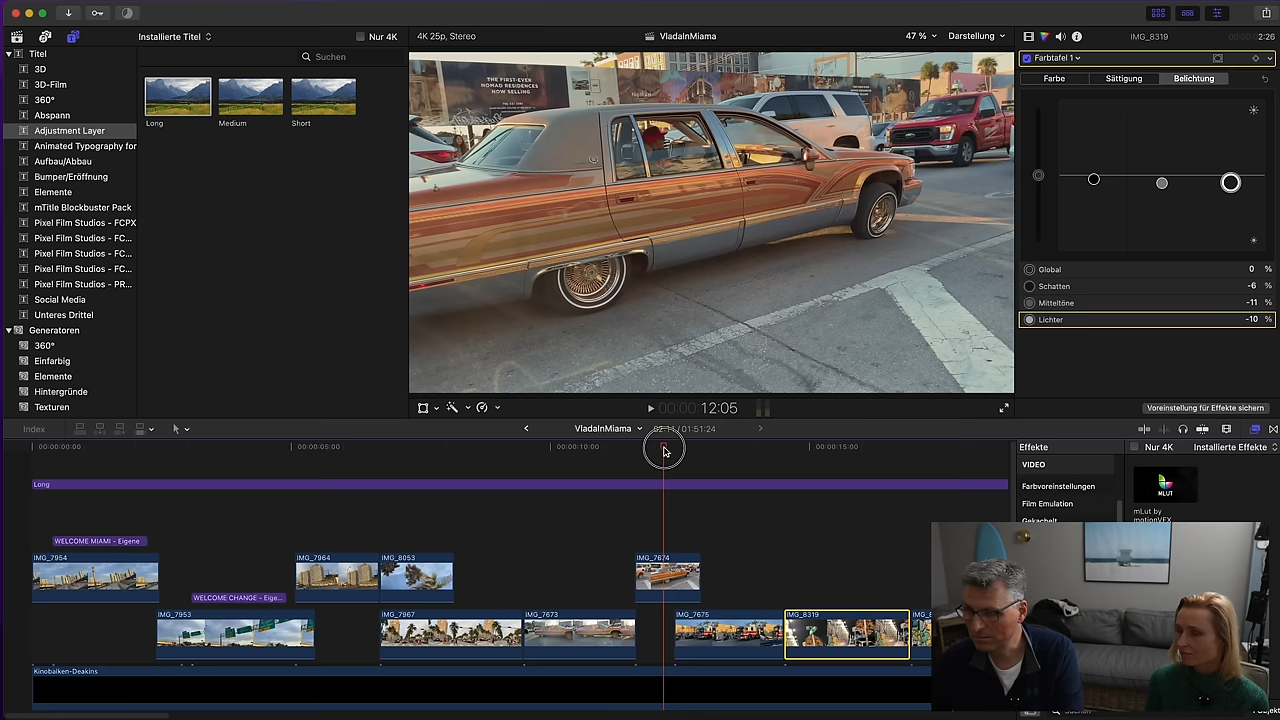 Installierte Titel
Nur 4K
4K 25p, Stereo
VladaInMiama
47 %
Darstellung
IMG_8319
2:26
Titel
3D
3D-Film
360°
Abspann
Adjustment Layer
Animated Typography for
Aufbau/Abbau
Bumper/Eröffnung
Elemente
mTitle Blockbuster Pack
Pixel Film Studios - FCPX
Pixel Film Studios - FC...
Pixel Film Studios - FC...
Pixel Film Studios - FC...
Pixel Film Studios - PR...
Social Media
Unteres Drittel
Generatoren
360°
Einfarbig
Elemente
Hintergründe
Texturen
Suchen
Long
Medium
Short
THE FIRST-EVER
NOMAD RESIDENCES
NOW SELLING
Farbtafel 1
Farbe
Sättigung
Belichtung
Global
0 %
Schatten
-6 %
Mitteltöne
-11 %
Lichter
-10 %
Voreinstellung für Effekte sichern
00:00:12:05
Index
VladaInMiama
01:51:24
00:00:00:00
00:00:05:00
00:00:10:00
00:00:15:00
Long
WELCOME MIAMI - Eigene
IMG_7954
IMG_7964
IMG_8053
IMG_7674
WELCOME CHANGE - Eige...
IMG_7953
IMG_7967
IMG_7673
IMG_7675
IMG_8319
Kinobalken-Deakins
Effekte
Nur 4K
Installierte Effekte
VIDEO
Farbvoreinstellungen
Film Emulation
Gekachelt
MLUT
mLut by
motionVFX